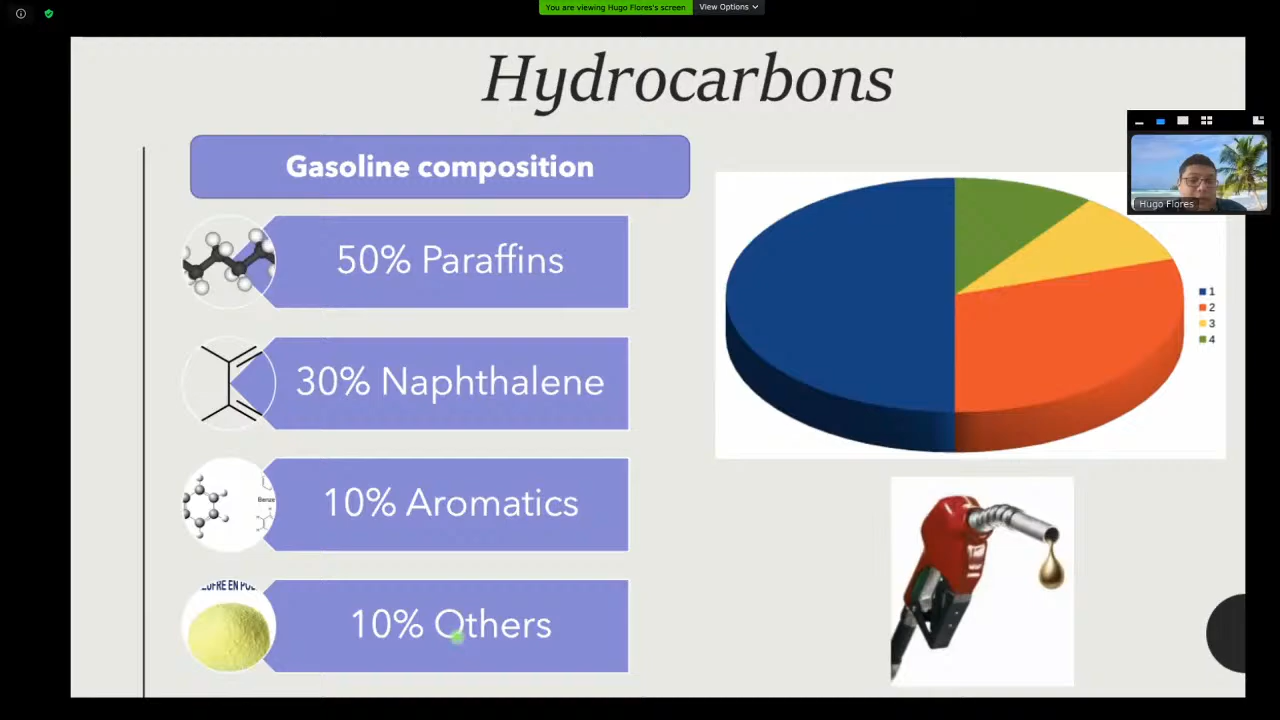 You are viewing Hugo Flores's screen
View Options
Hydrocarbons
Gasoline composition
50% Paraffins
30% Naphthalene
10% Aromatics
Benze
10% Others
1
2
3
4
Hugo Flores